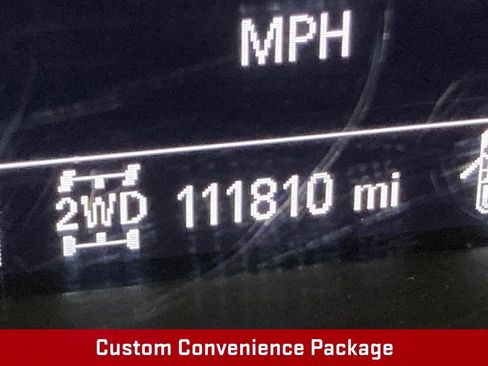 MPH
2WD 111810 mi
Custom Convenience Package